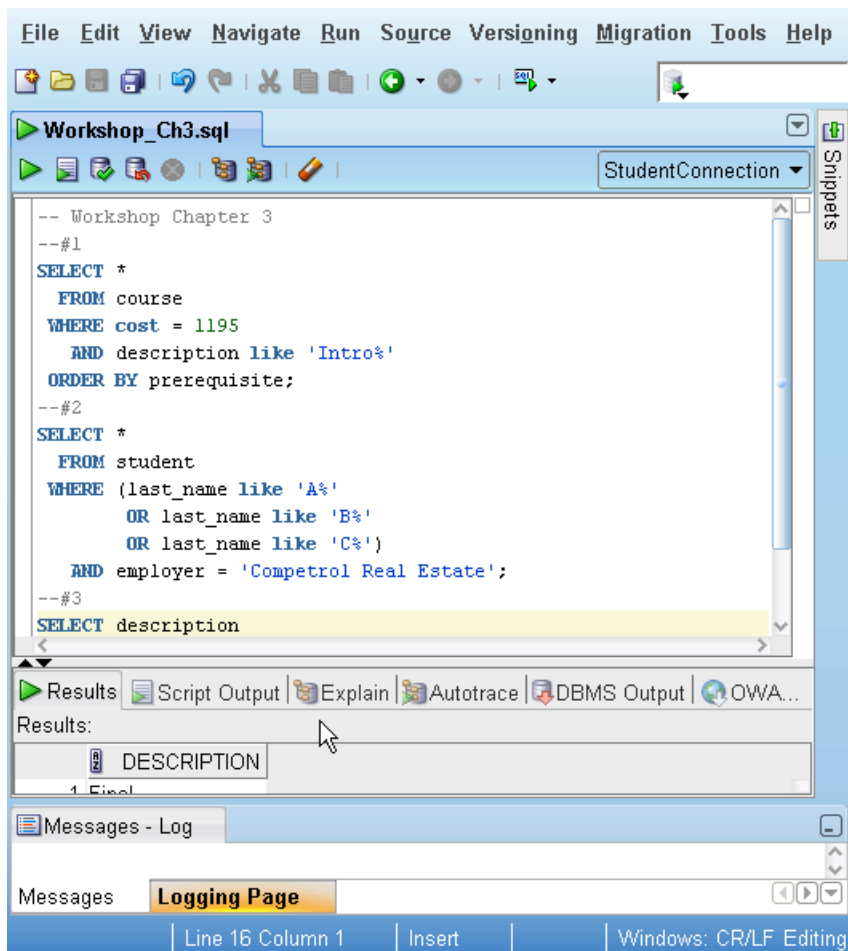 File Edit View Navigate Run Source Versioning Migration Tools Help
Workshop_Ch3.sql
StudentConnection
Snippets
-- Workshop Chapter 3
--#1
SELECT *
FROM course
WHERE cost = 1195
AND description like 'Intro%'
ORDER BY prerequisite;
--#2
SELECT *
FROM student
WHERE (last_name like 'A%'
OR last_name like 'B%'
OR last_name like 'C%')
AND employer = 'Competrol Real Estate';
--#3
SELECT description
Results Script Output Explain Autotrace DBMS Output OWA...
Results:
DESCRIPTION
1 Final
Messages - Log
Messages Logging Page
Line 16 Column 1 Insert Windows: CR/LF Editing